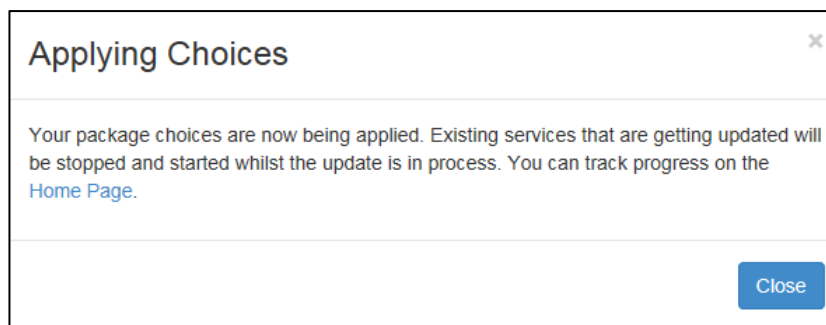 Applying Choices
×
Your package choices are now being applied. Existing services that are getting updated will
be stopped and started whilst the update is in process. You can track progress on the
Home Page.
Close